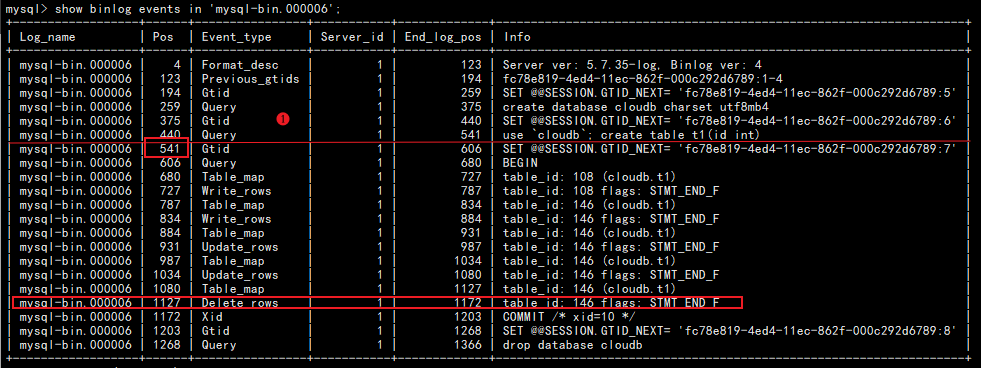 mysql> show binlog events in 'mysql-bin.000006';
| Log_name | Pos | Event_type | Server_id | End_log_pos | Info |
| mysql-bin.000006 | 4 | Format_desc | 1 | 123 | Server ver: 5.7.35-log, Binlog ver: 4 |
| mysql-bin.000006 | 123 | Previous_gtids | 1 | 194 | fc78e819-4ed4-11ec-862f-000c292d6789:1-4 |
| mysql-bin.000006 | 194 | Gtid | 1 | 259 | SET @@SESSION.GTID_NEXT= 'fc78e819-4ed4-11ec-862f-000c292d6789:5' |
| mysql-bin.000006 | 259 | Query | 1 | 375 | create database cloudb charset utf8mb4 |
| mysql-bin.000006 | 375 | Gtid 1 | 1 | 440 | SET @@SESSION.GTID_NEXT= 'fc78e819-4ed4-11ec-862f-000c292d6789:6' |
| mysql-bin.000006 | 440 | Query | 1 | 541 | use `cloudb`; create table t1(id int) |
| mysql-bin.000006 | 541 | Gtid | 1 | 606 | SET @@SESSION.GTID_NEXT= 'fc78e819-4ed4-11ec-862f-000c292d6789:7' |
| mysql-bin.000006 | 606 | Query | 1 | 680 | BEGIN |
| mysql-bin.000006 | 680 | Table_map | 1 | 727 | table_id: 108 (cloudb.t1) |
| mysql-bin.000006 | 727 | Write_rows | 1 | 787 | table_id: 108 flags: STMT_END_F |
| mysql-bin.000006 | 787 | Table_map | 1 | 834 | table_id: 146 (cloudb.t1) |
| mysql-bin.000006 | 834 | Write_rows | 1 | 884 | table_id: 146 flags: STMT_END_F |
| mysql-bin.000006 | 884 | Table_map | 1 | 931 | table_id: 146 (cloudb.t1) |
| mysql-bin.000006 | 931 | Update_rows | 1 | 987 | table_id: 146 flags: STMT_END_F |
| mysql-bin.000006 | 987 | Table_map | 1 | 1034 | table_id: 146 (cloudb.t1) |
| mysql-bin.000006 | 1034 | Update_rows | 1 | 1080 | table_id: 146 flags: STMT_END_F |
| mysql-bin.000006 | 1080 | Table_map | 1 | 1127 | table_id: 146 (cloudb.t1) |
| mysql-bin.000006 | 1127 | Delete_rows | 1 | 1172 | table_id: 146 flags: STMT_END_F |
| mysql-bin.000006 | 1172 | Xid | 1 | 1203 | COMMIT /* xid=10 */ |
| mysql-bin.000006 | 1203 | Gtid | 1 | 1268 | SET @@SESSION.GTID_NEXT= 'fc78e819-4ed4-11ec-862f-000c292d6789:8' |
| mysql-bin.000006 | 1268 | Query | 1 | 1366 | drop database cloudb |